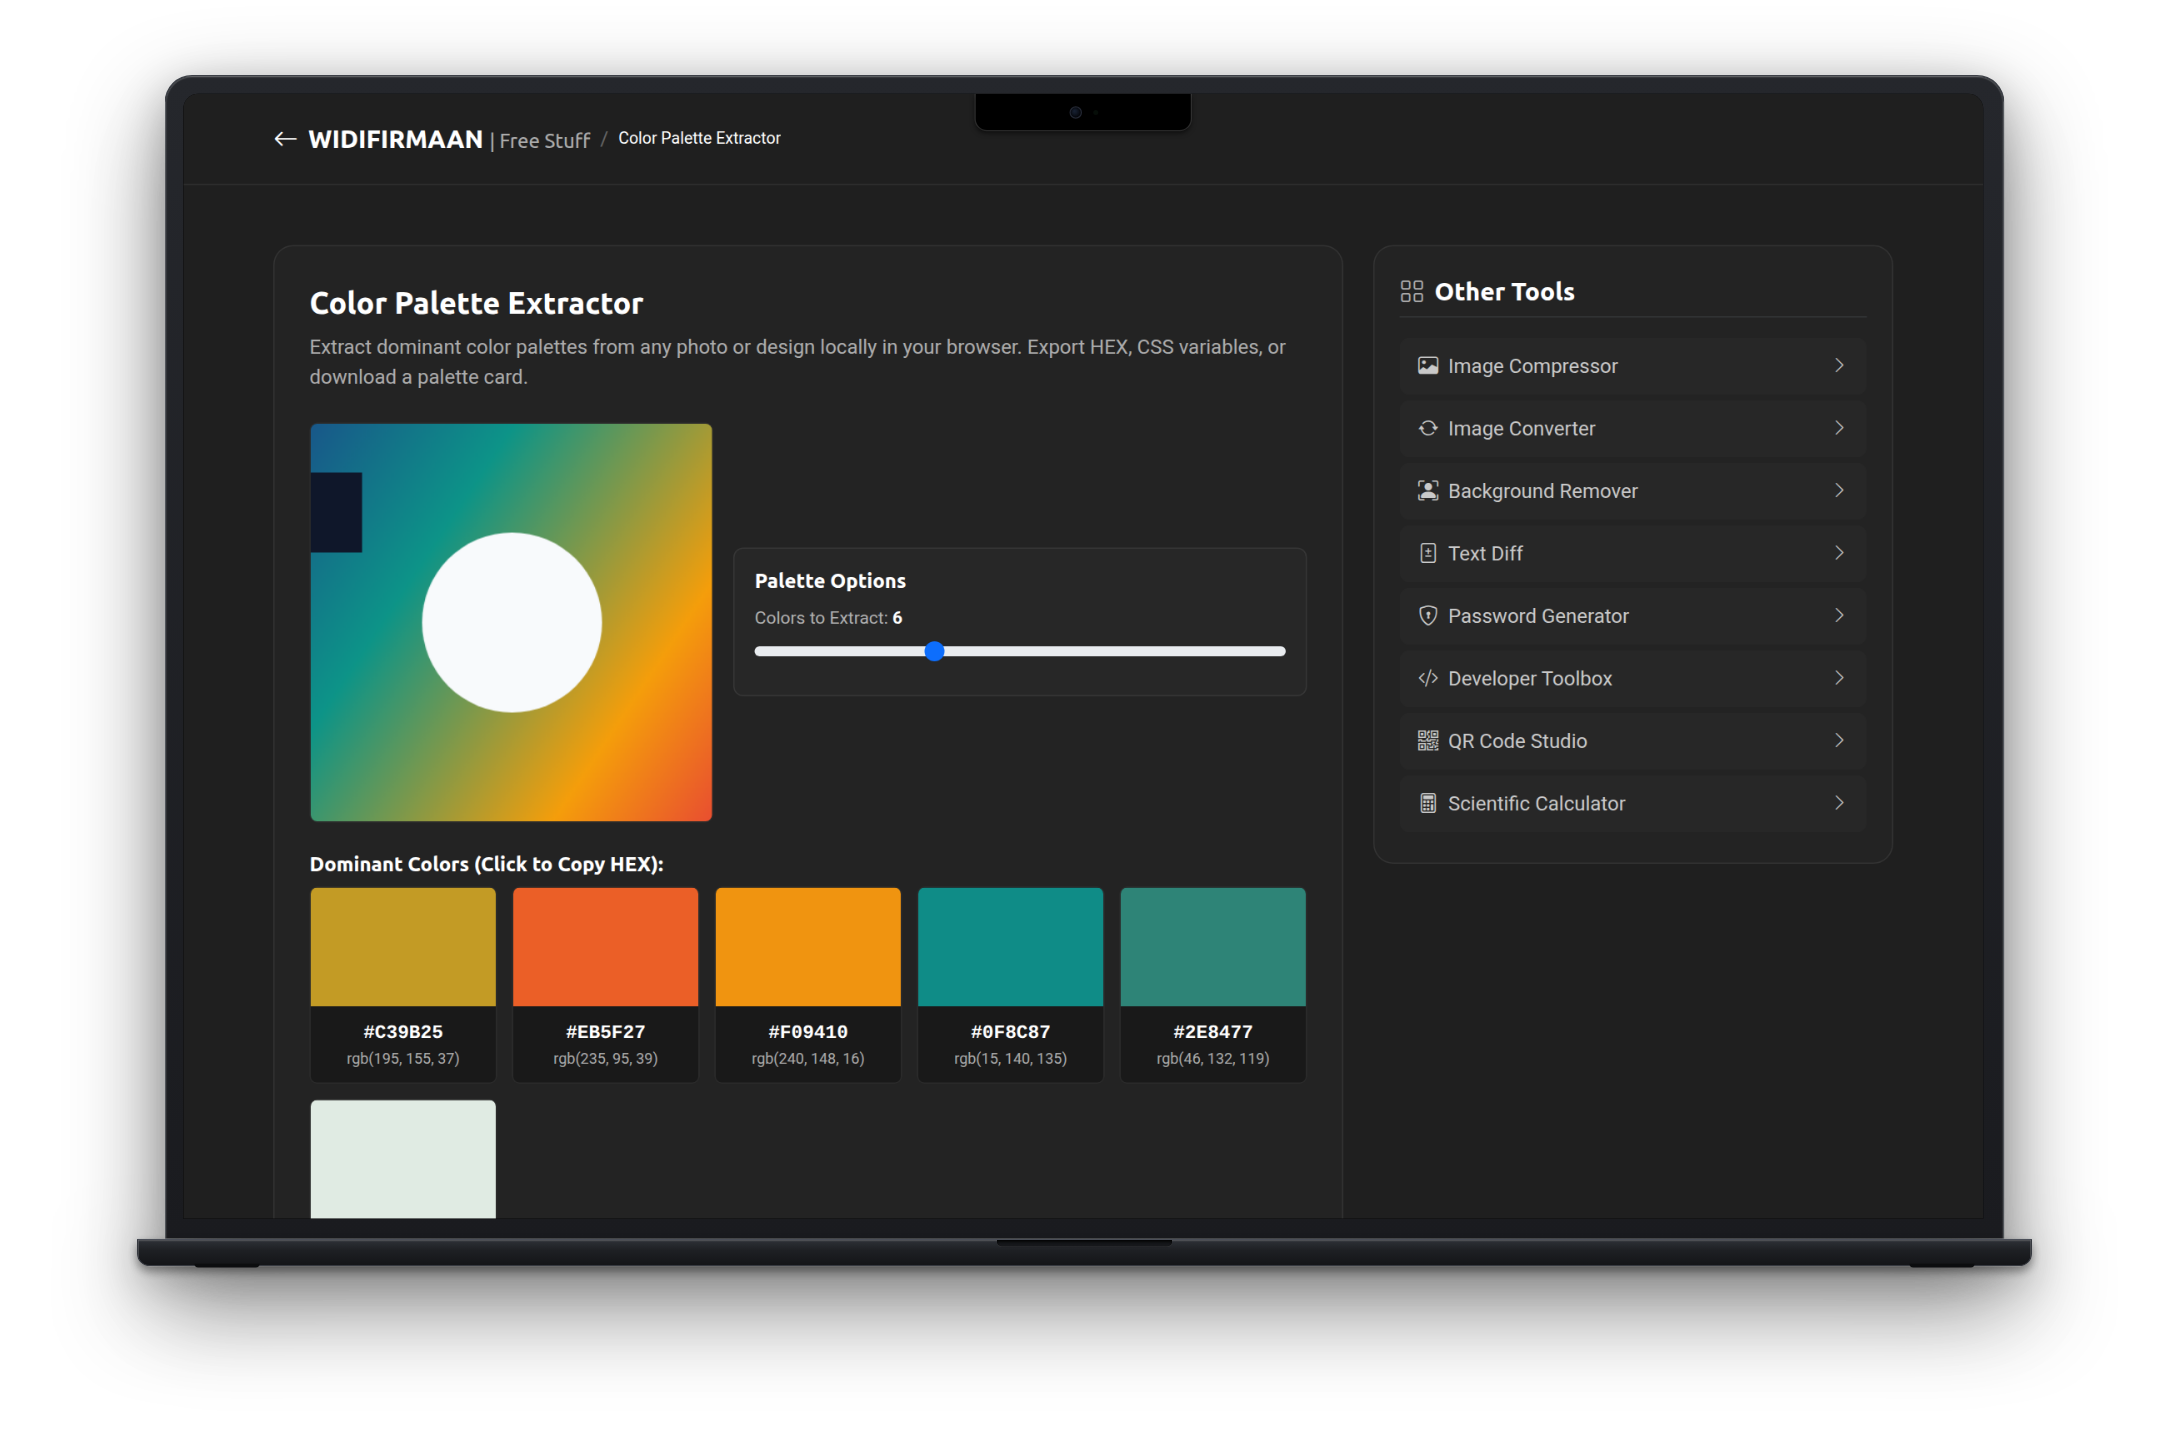 WIDIFIRMAAN | Free Stuff / Color Palette Extractor
Color Palette Extractor
Extract dominant color palettes from any photo or design locally in your browser. Export HEX, CSS variables, or
download a palette card.
Palette Options
Colors to Extract: 6
Dominant Colors (Click to Copy HEX):
#C39B25
rgb(195, 155, 37)
#EB5F27
rgb(235, 95, 39)
#F09410
rgb(240, 148, 16)
#0F8C87
rgb(15, 140, 135)
#2E8477
rgb(46, 132, 119)
Other Tools
Image Compressor
Image Converter
Background Remover
Text Diff
Password Generator
Developer Toolbox
QR Code Studio
Scientific Calculator